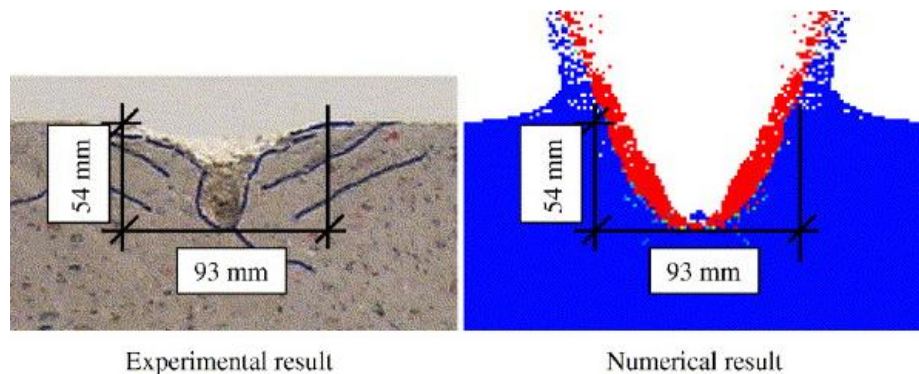 54 mm
93 mm
54 mm
93 mm
Experimental result
Numerical result